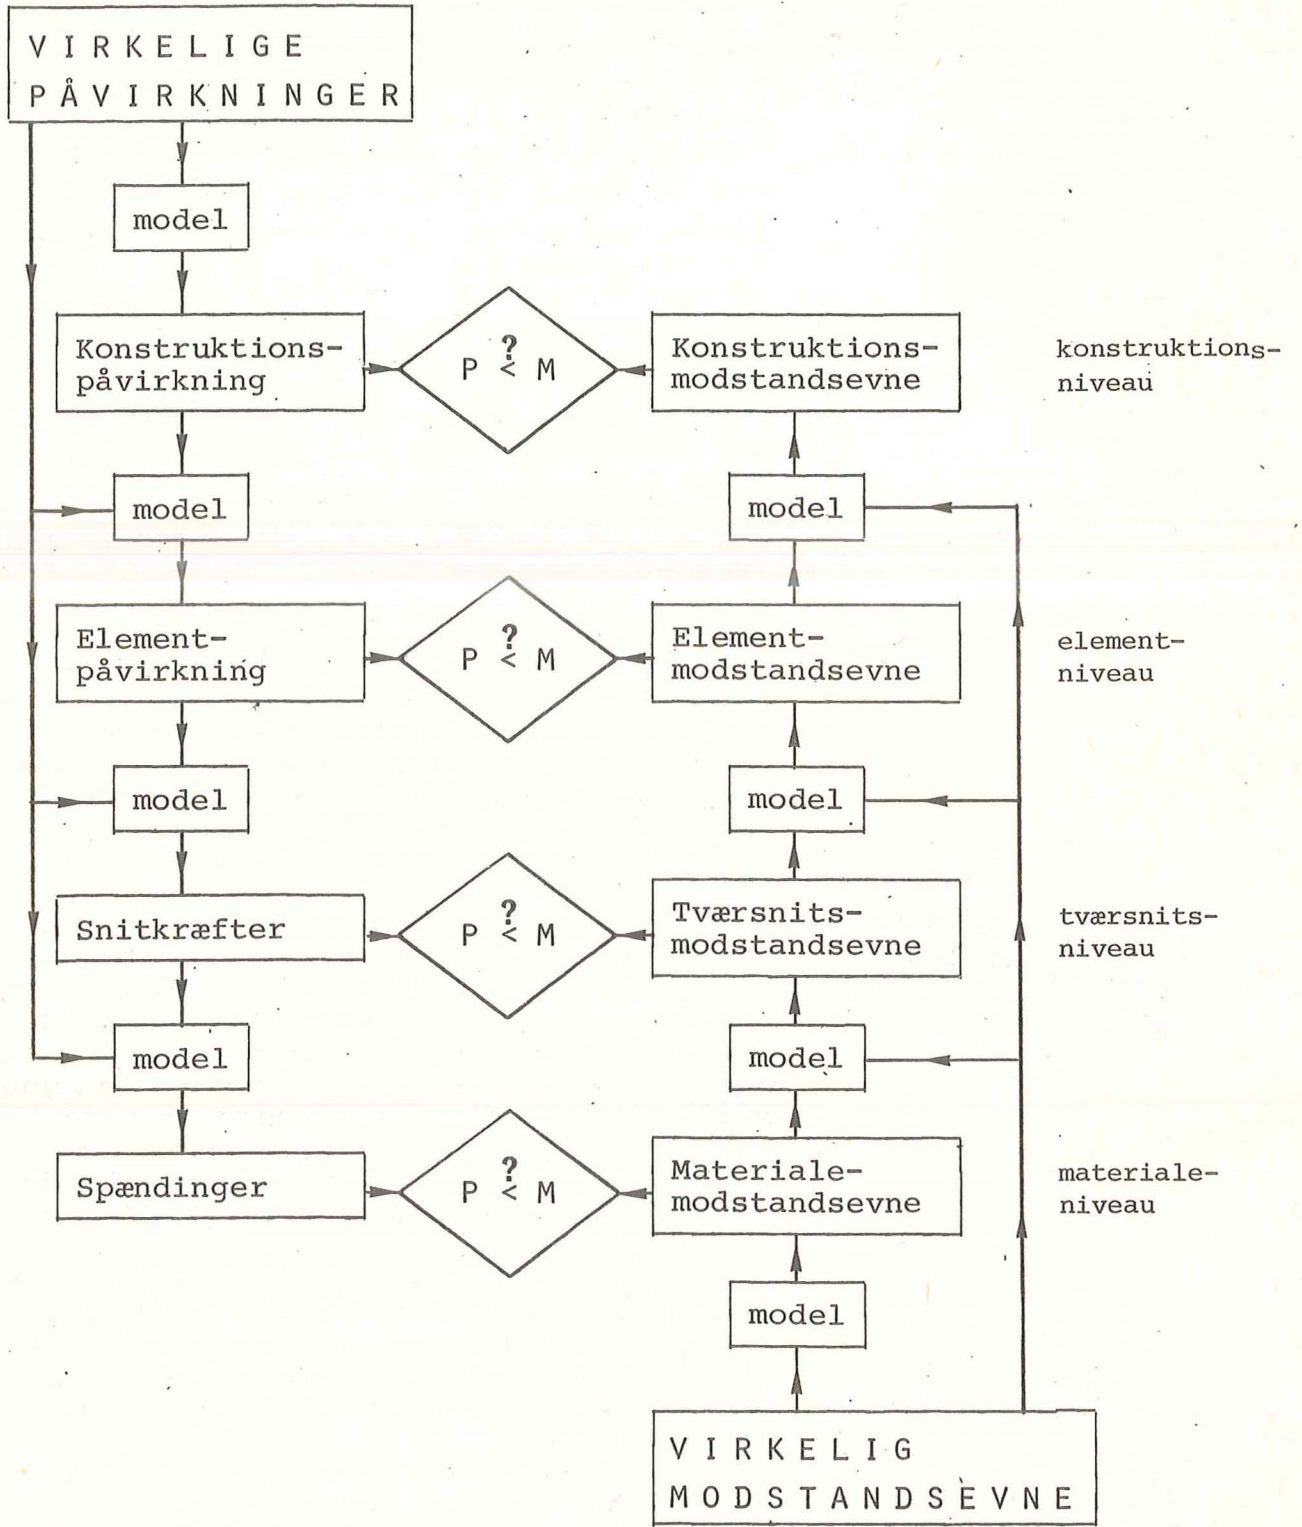 VIRKELIGE
PÅVIRKNINGER
model
Konstruktions-
påvirkning
?
P < M
Konstruktions-
modstandsevne
konstruktions-
niveau
model
model
Element-
påvirkning
?
P < M
Element-
modstandsevne
element-
niveau
model
model
Snitkræfter
?
P < M
Tværsnits-
modstandsevne
tværsnits-
niveau
model
model
Spændinger
?
P < M
Materiale-
modstandsevne
materiale-
niveau
model
VIRKELIG
MODSTANDSEVNE